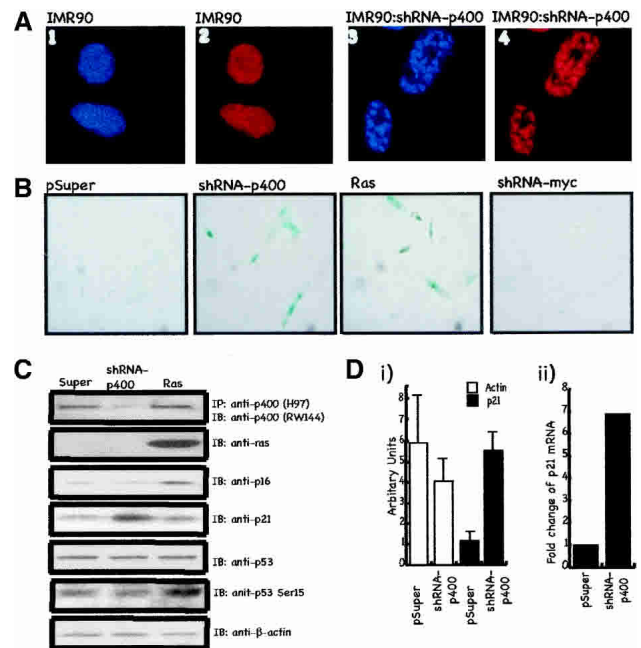 A
IMR90
IMR90
IMR90:shRNA-p400
IMR90:shRNA-p400
1
2
3
4
B
pSuper
shRNA-p400
Ras
shRNA-myc
C
Super
shRNA-
p400
Ras
IP: anti-p400 (H97)
IB: anti-p400 (RW144)
IB: anti-ras
IB: anti-p16
IB: anti-p21
IB: anti-p53
IB: anit-p53 Ser15
IB: anti-β-actin
D
i)
Actin
p21
Arbitary Units
8
7
6
5
4
3
2
1
pSuper
shRNA-
p400
pSuper
shRNA-
p400
ii)
Fold change of p21 mRNA
8
7
6
5
4
3
2
1
pSuper
shRNA-
p400